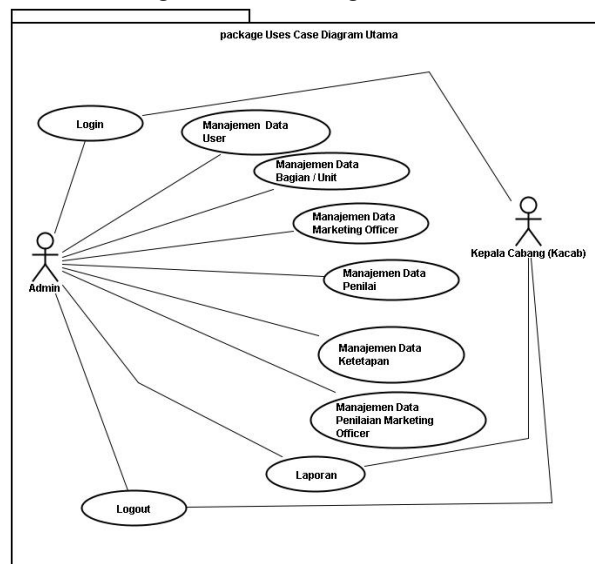 package Uses Case Diagram Utama
Login
Manajemen Data
User
Manajemen Data
Bagian / Unit
Manajemen Data
Marketing Officer
Kepala Cabang (Kacab)
Admin
Manajemen Data
Penilai
Manajemen Data
Ketetapan
Manajemen Data
Penilaian Marketing
Officer
Laporan
Logout